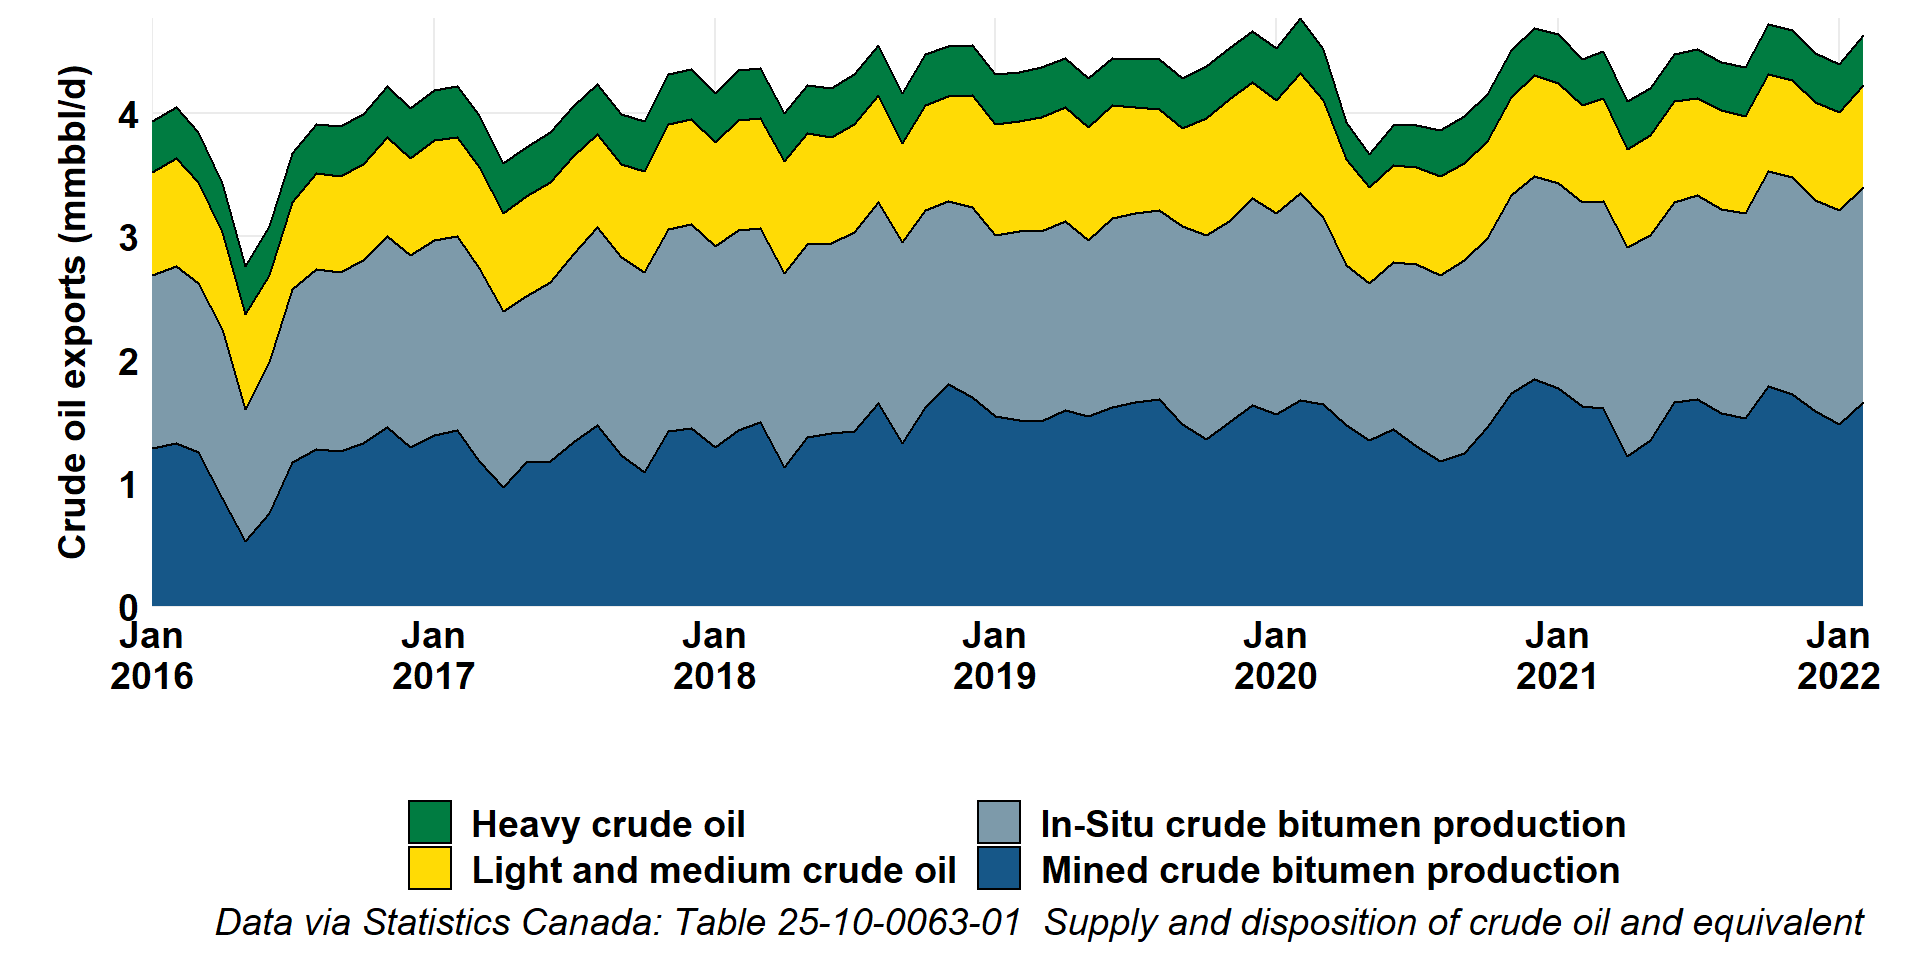 Crude oil exports (mmbbl/d)
4
3
2
1
0
Jan 2016
Jan 2017
Jan 2018
Jan 2019
Jan 2020
Jan 2021
Jan 2022
Heavy crude oil
In-Situ crude bitumen production
Light and medium crude oil
Mined crude bitumen production
Data via Statistics Canada: Table 25-10-0063-01  Supply and disposition of crude oil and equivalent